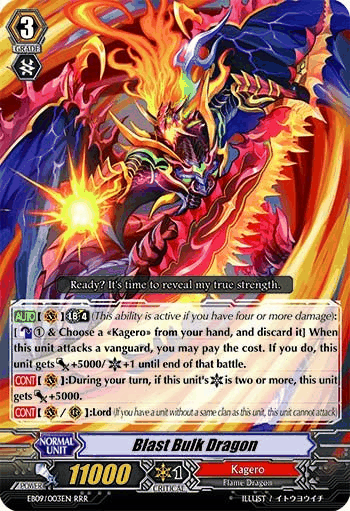 3
GRADE
Ready? It's time to reveal my true strength.
AUTO [ ] LB 4 (This ability is active if you have four or more damage):
[ ① & Choose a «Kagero» from your hand, and discard it] When
this unit attacks a vanguard, you may pay the cost. If you do, this
unit gets +5000/ +1 until end of that battle.
CONT [ ]:During your turn, if this unit's is two or more, this unit
gets +5000.
CONT [ / ]:Lord (If you have a unit without a same clan as this unit, this unit cannot attack)
NORMAL
UNIT
Blast Bulk Dragon
POWER
11000
1
CRITICAL
Kagero
Flame Dragon
EB09/003EN RRR
ILLUST / イトウヨウイチ